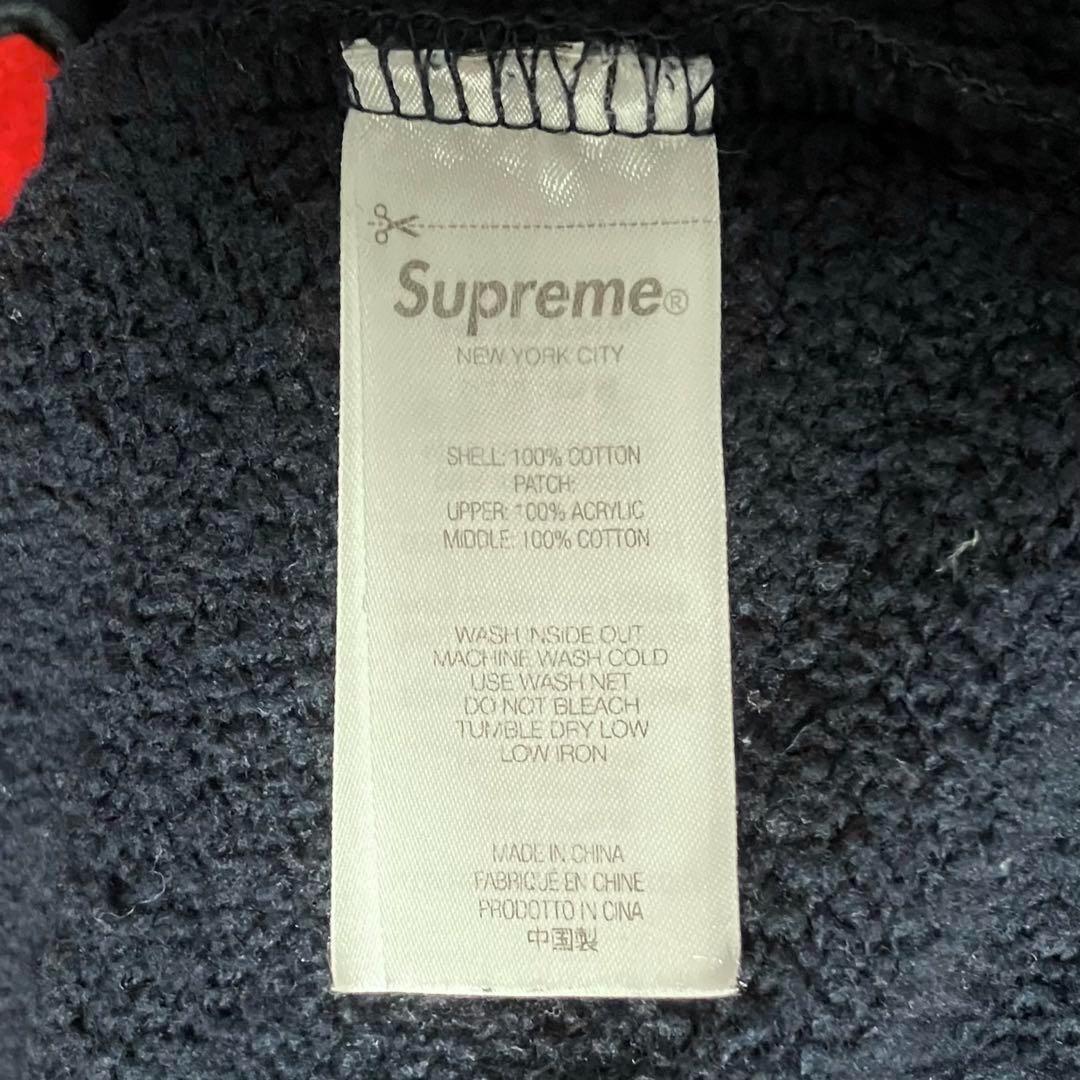 Supreme®
NEW YORK CITY
SHELL: 100% COTTON
PATCH:
UPPER: 100% ACRYLIC
MIDDLE: 100% COTTON
WASH INSIDE OUT
MACHINE WASH COLD
USE WASH NET
DO NOT BLEACH
TUMBLE DRY LOW
LOW IRON
MADE IN CHINA
FABRIQUE EN CHINE
PRODOTTO IN CINA
中国製